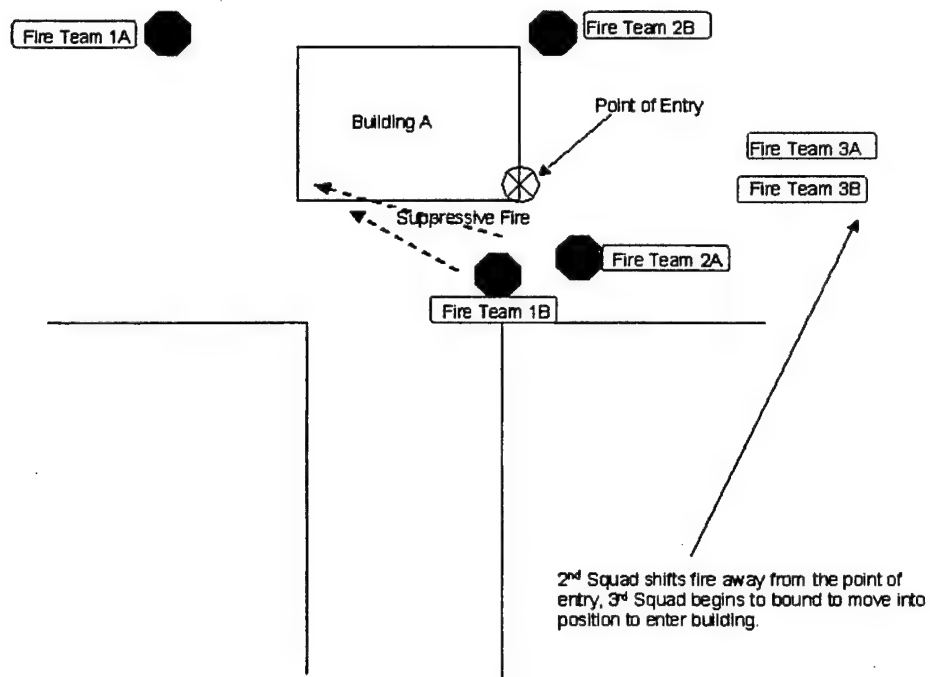 Fire Team 1A
Fire Team 2B
Point of Entry
Building A
Fire Team 3A
Fire Team 3B
Suppressive Fire
Fire Team 2A
Fire Team 1B
2nd Squad shifts fire away from the point of
entry, 3rd Squad begins to bound to move into
position to enter building.